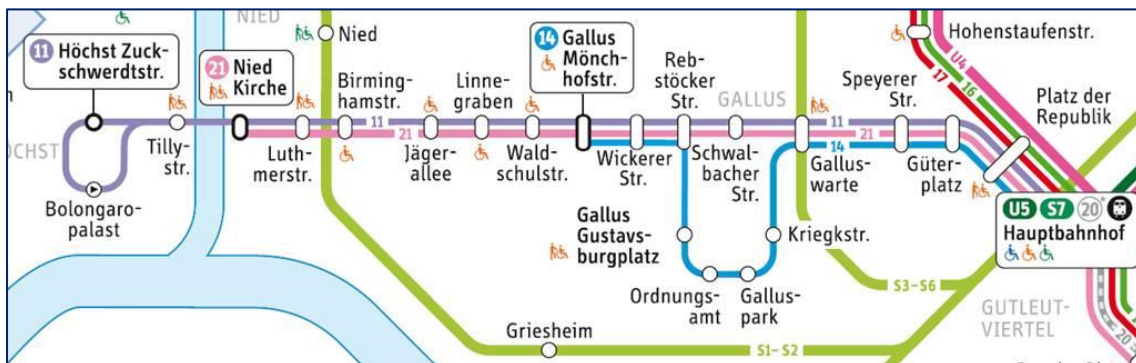 NIED
11 Höchst Zuck-
schwerdtstr.
21 Nied
Kirche
Nied
Birming-
hamstr.
Linne-
graben
14 Gallus
Mönch-
hofstr.
Reb-
stöcker
Str.
GALLUS
Speyerer
Str.
Hohenstaufenstr.
U4
17
16
Platz der
Republik
11
21
11
21
14
Tilly-
str.
Luth-
merstr.
Jäger-
allee
Wald-
schulstr.
Wickerer
Str.
Schwal-
bacher
Str.
Gallus-
warte
Güter-
platz
Bolongaro-
palast
Gallus
Gustavs-
burgplatz
Kriegkstr.
U5 S7 20*
Hauptbahnhof
Ordnungs-
amt
Gallus-
park
S3–S6
GUTLEUT-
VIERTEL
Griesheim
S1–S2
20